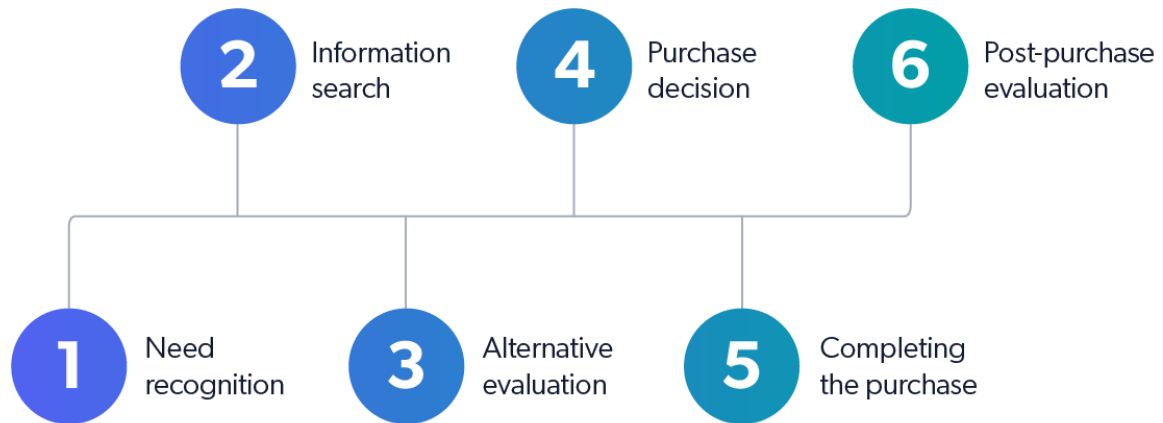 1
Need
recognition
2
Information
search
3
Alternative
evaluation
4
Purchase
decision
5
Completing
the purchase
6
Post-purchase
evaluation